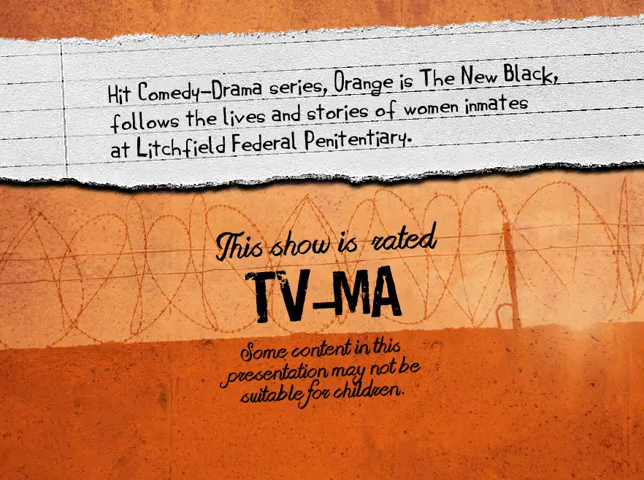 Hit Comedy-Drama series, Orange is The New Black,
follows the lives and stories of women inmates
at Litchfield Federal Penitentiary.
This show is rated
TV-MA
Some content in this
presentation may not be
suitable for children.